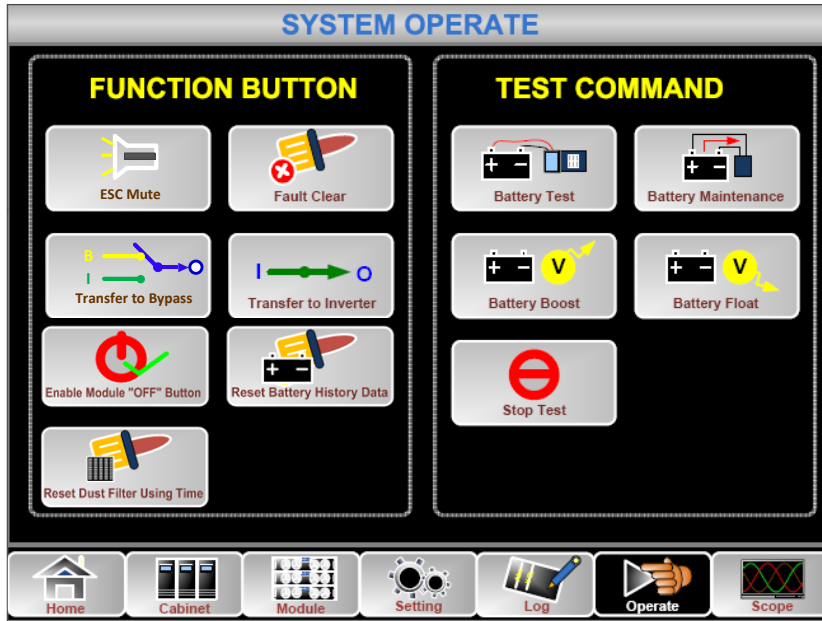 SYSTEM OPERATE
FUNCTION BUTTON
ESC Mute
Fault Clear
B
I
Transfer to Bypass
I
O
Transfer to Inverter
Enable Module "OFF" Button
Reset Battery History Data
Reset Dust Filter Using Time
TEST COMMAND
Battery Test
Battery Maintenance
V
Battery Boost
V
Battery Float
Stop Test
Home
Cabinet
Module
Setting
Log
Operate
Scope